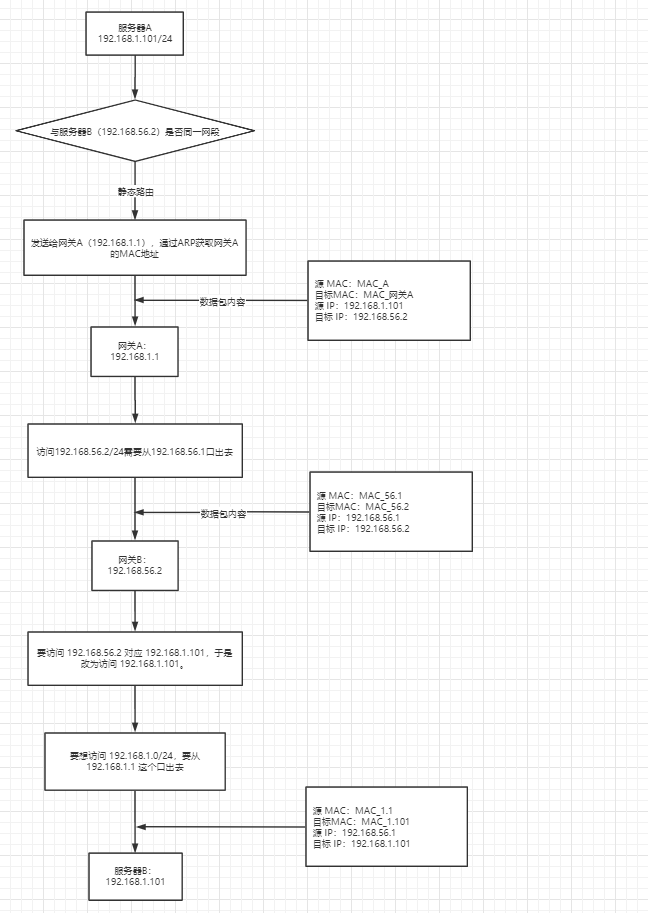 服务器A
192.168.1.101/24
与服务器B（192.168.56.2）是否同一网段
静态路由
发送给网关A（192.168.1.1），通过ARP获取网关A
的MAC地址
数据包内容
源 MAC：MAC_A
目标MAC：MAC_网关A
源 IP：192.168.1.101
目标 IP：192.168.56.2
网关A：
192.168.1.1
访问192.168.56.2/24需要从192.168.56.1口出去
数据包内容
源 MAC：MAC_56.1
目标MAC：MAC_56.2
源 IP：192.168.56.1
目标 IP：192.168.56.2
网关B：
192.168.56.2
要访问 192.168.56.2 对应 192.168.1.101，于是
改为访问 192.168.1.101。
要想访问 192.168.1.0/24，要从
192.168.1.1 这个口出去
源 MAC：MAC_1.1
目标MAC：MAC_1.101
源 IP：192.168.56.1
目标 IP：192.168.1.101
服务器B：
192.168.1.101